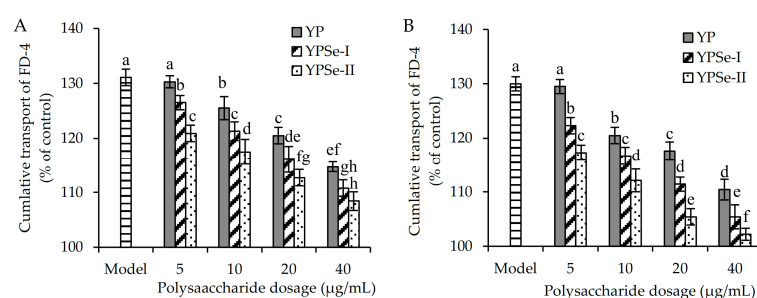 A
Cumlative transport of FD-4
(% of control)
140
130
120
110
100
YP
YPSe-I
YPSe-II
a
a
b
c
b
c
d
c
de
fg
ef
gh
h
Model
5
10
20
40
Polysaaccharide dosage (μg/mL)
B
Cumlative transport of FD-4
(% of control)
140
130
120
110
100
YP
YPSe-I
YPSe-II
a
a
b
c
b
c
d
c
d
e
d
e
f
Model
5
10
20
40
Polysaaccharide dosage (μg/mL)